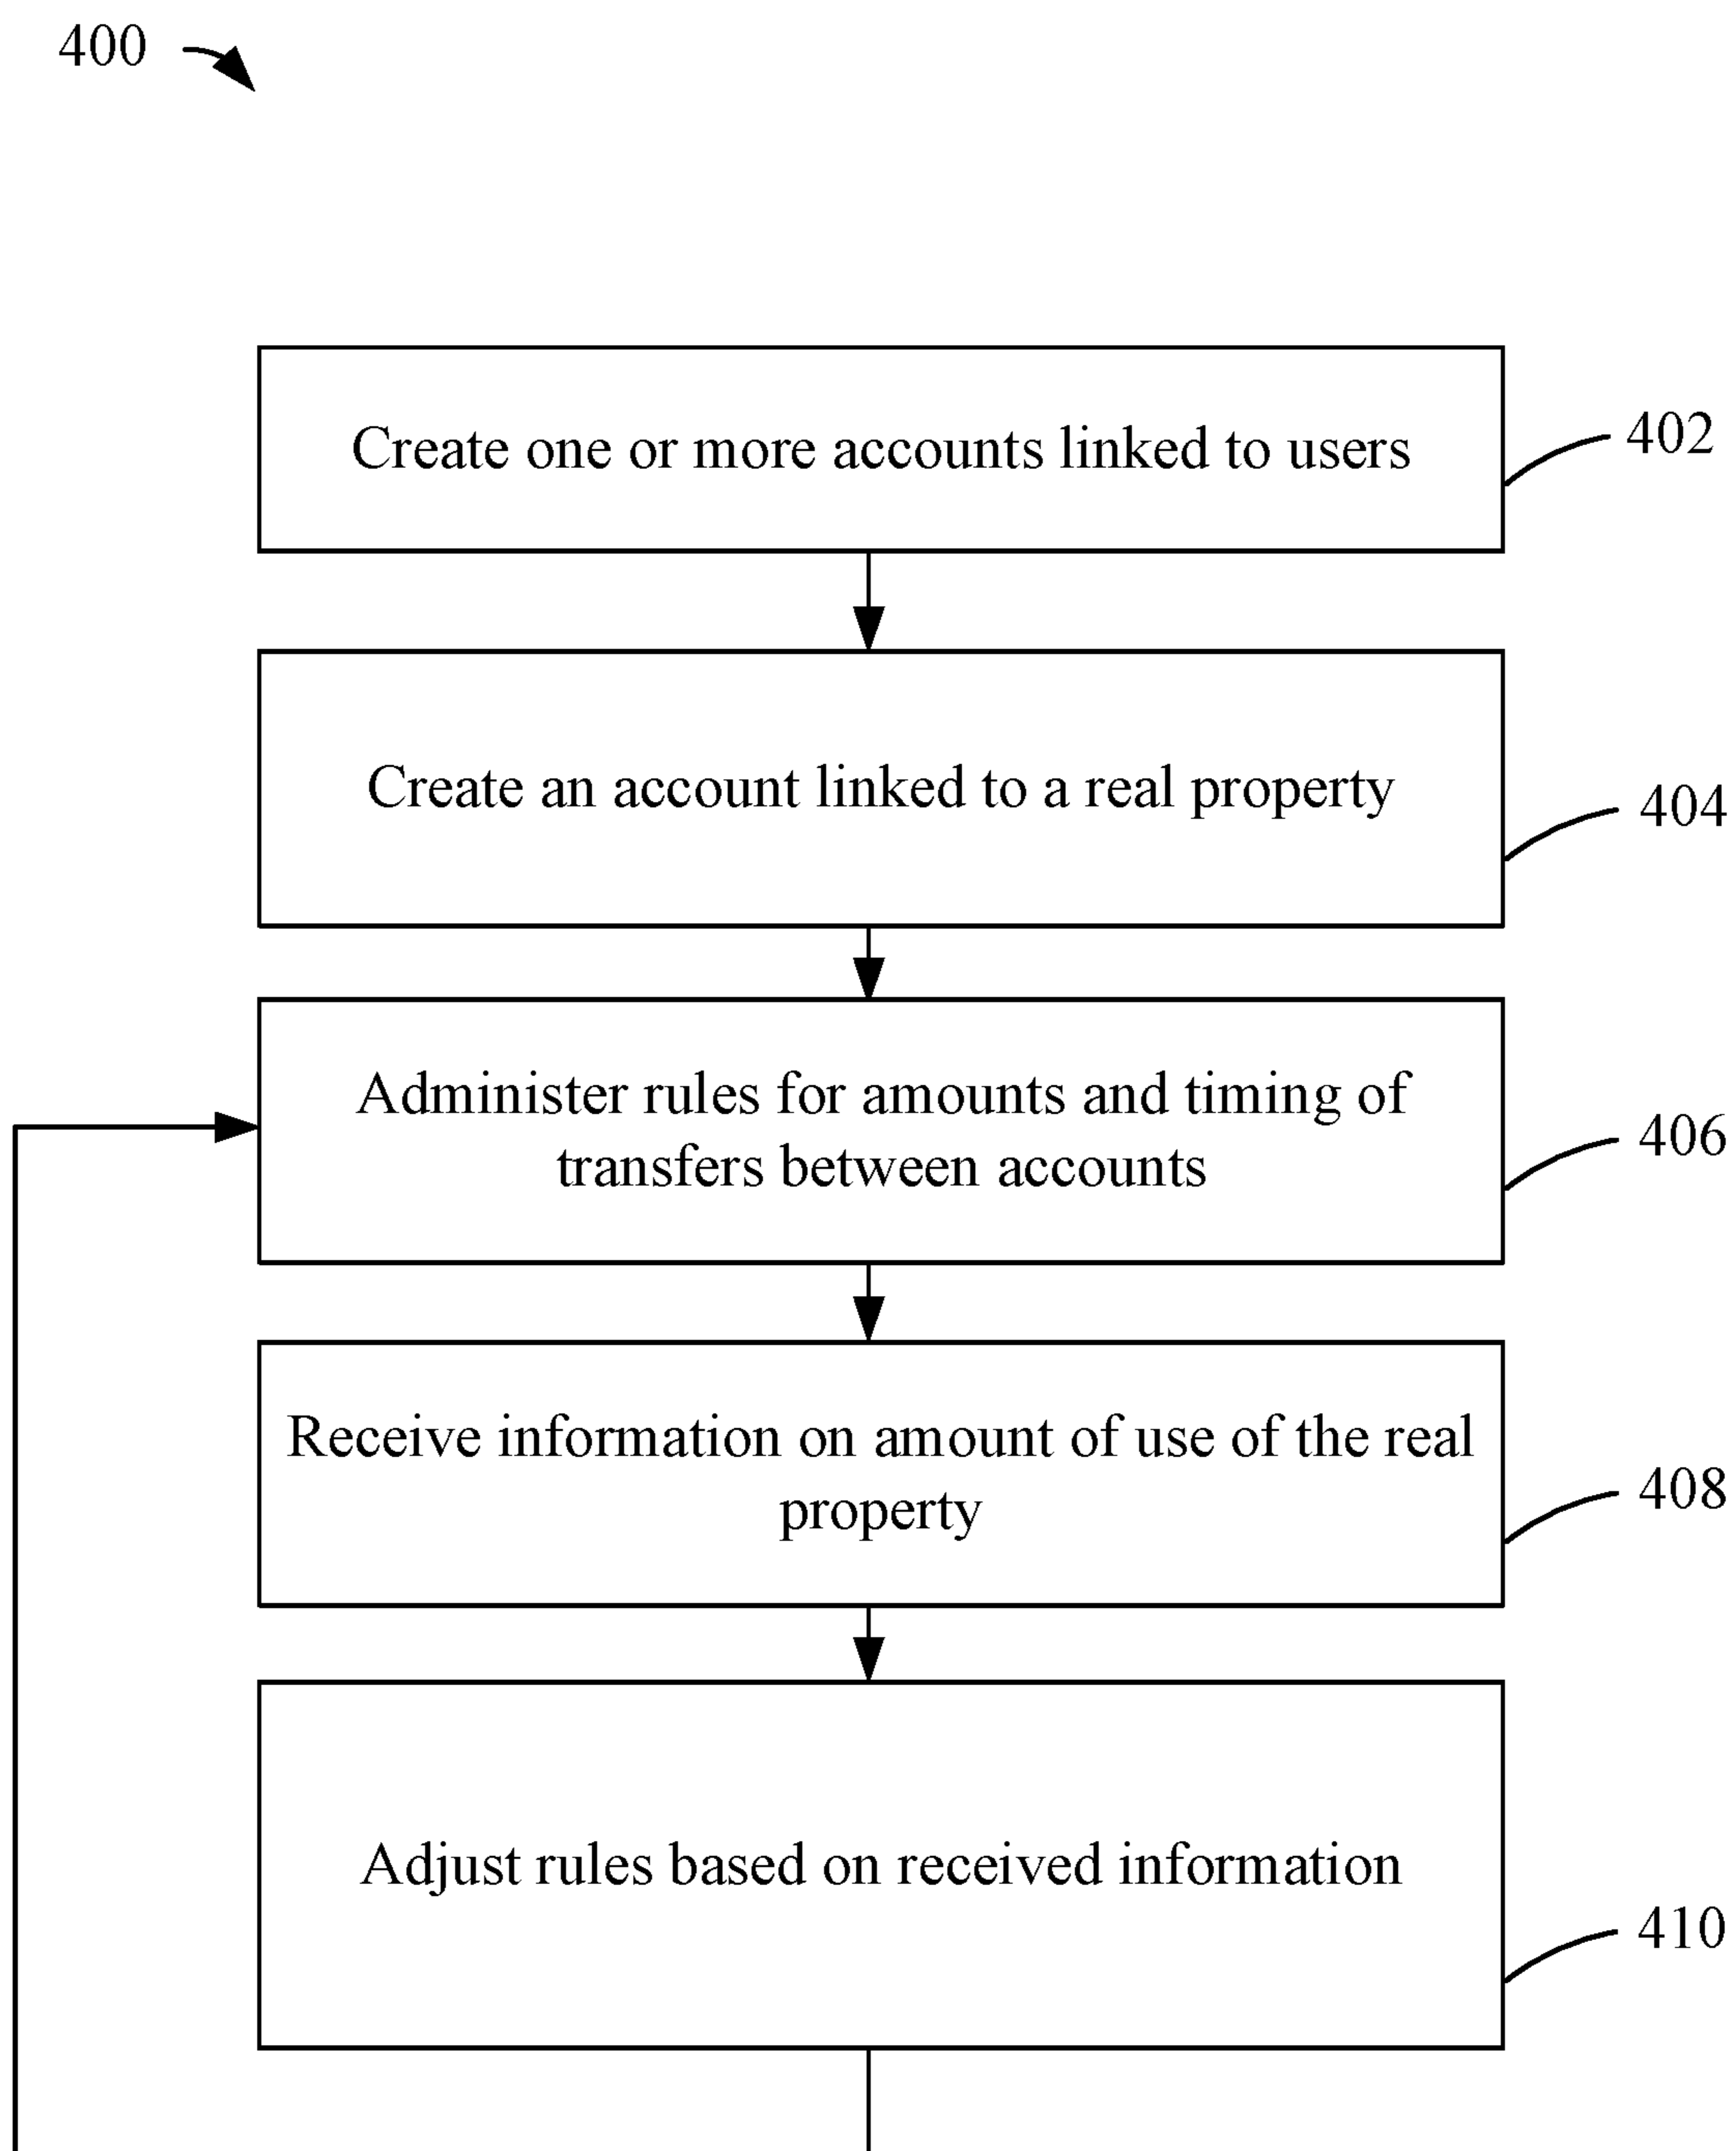 400
Create one or more accounts linked to users
402
Create an account linked to a real property
404
Administer rules for amounts and timing of
transfers between accounts
406
Receive information on amount of use of the real
property
408
Adjust rules based on received information
410